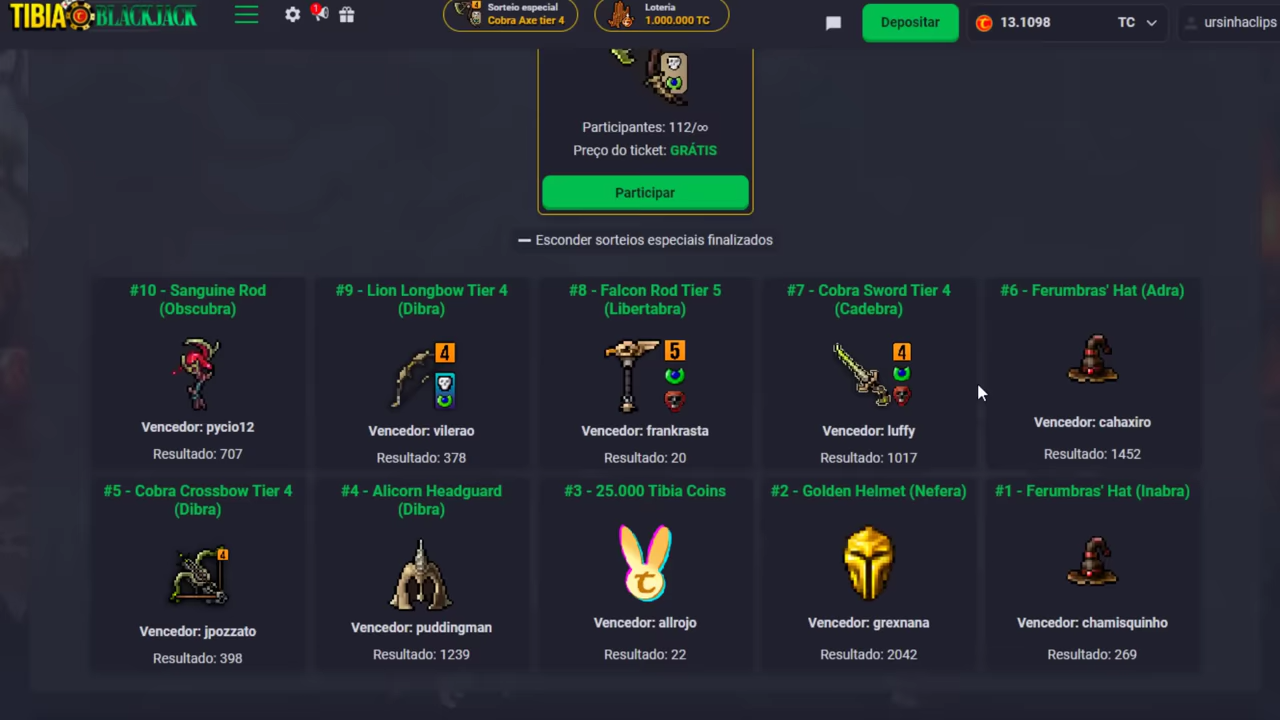 TIBIA BLACKJACK
1
4
Sorteio especial
Cobra Axe tier 4
Loteria
1.000.000 TC
Depositar
13.1098
TC
ursinhaclips
Participantes: 112/∞
Preço do ticket: GRÁTIS
Participar
Esconder sorteios especiais finalizados
#10 - Sanguine Rod
(Obscubra)
Vencedor: pycio12
Resultado: 707
#9 - Lion Longbow Tier 4
(Dibra)
4
Vencedor: vilerao
Resultado: 378
#8 - Falcon Rod Tier 5
(Libertabra)
5
Vencedor: frankrasta
Resultado: 20
#7 - Cobra Sword Tier 4
(Cadebra)
4
Vencedor: luffy
Resultado: 1017
#6 - Ferumbras' Hat (Adra)
Vencedor: cahaxiro
Resultado: 1452
#5 - Cobra Crossbow Tier 4
(Dibra)
4
Vencedor: jpozzato
Resultado: 398
#4 - Alicorn Headguard
(Dibra)
Vencedor: puddingman
Resultado: 1239
#3 - 25.000 Tibia Coins
Vencedor: allrojo
Resultado: 22
#2 - Golden Helmet (Nefera)
Vencedor: grexnana
Resultado: 2042
#1 - Ferumbras' Hat (Inabra)
Vencedor: chamisquinho
Resultado: 269